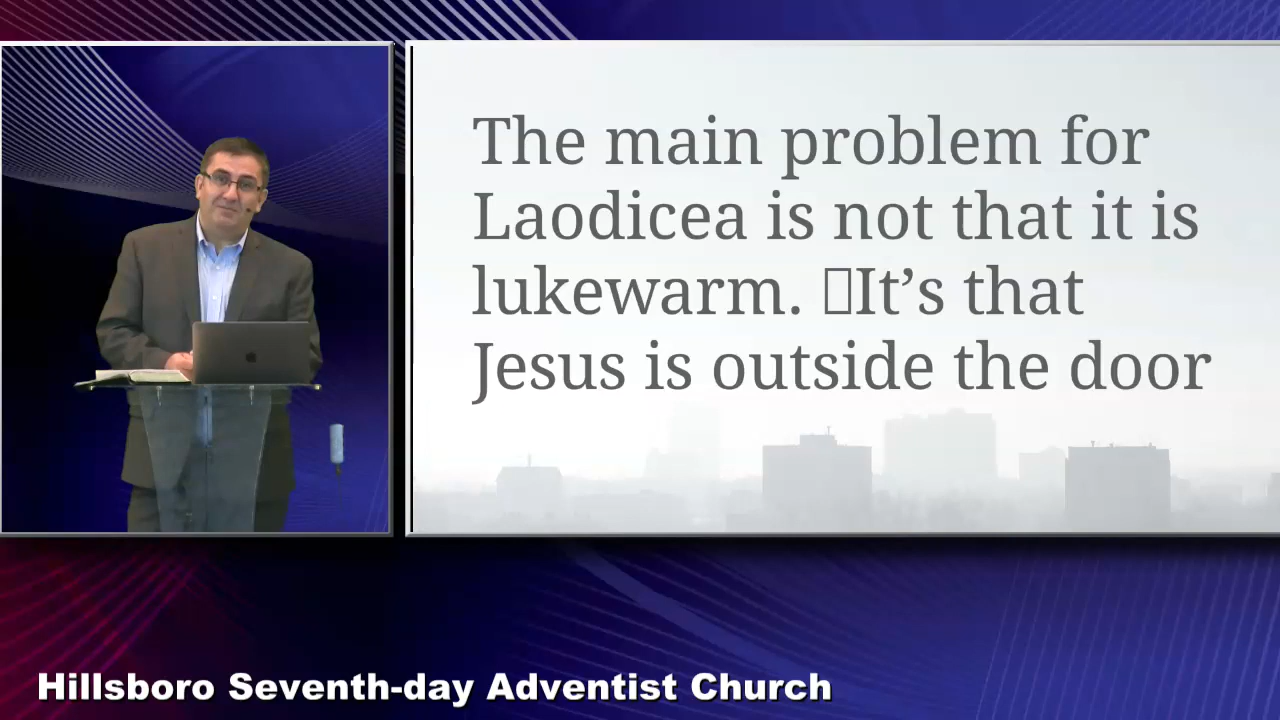 The main problem for
Laodicea is not that it is
lukewarm. □It’s that
Jesus is outside the door
Hillsboro Seventh-day Adventist Church